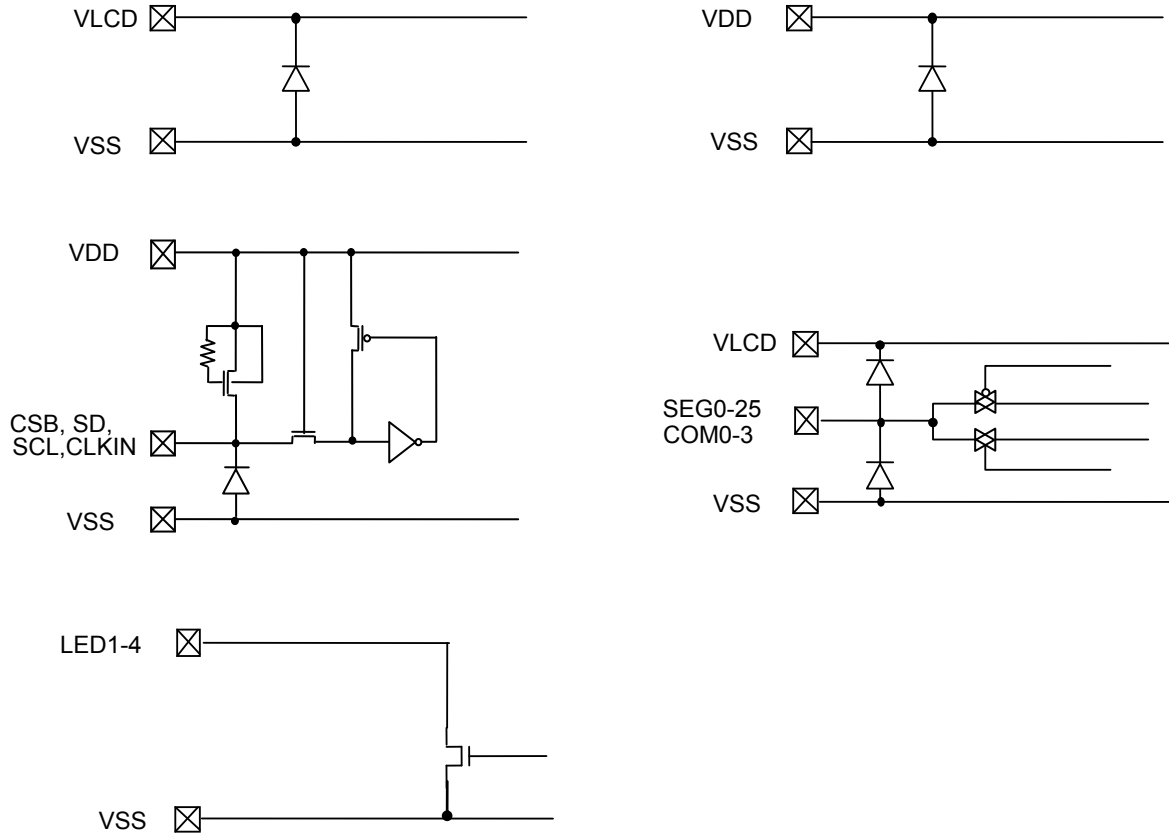 VLCD
VSS
VDD
VSS
VDD
CSB, SD,
SCL,CLKIN
VSS
VLCD
SEG0-25
COM0-3
VSS
LED1-4
VSS